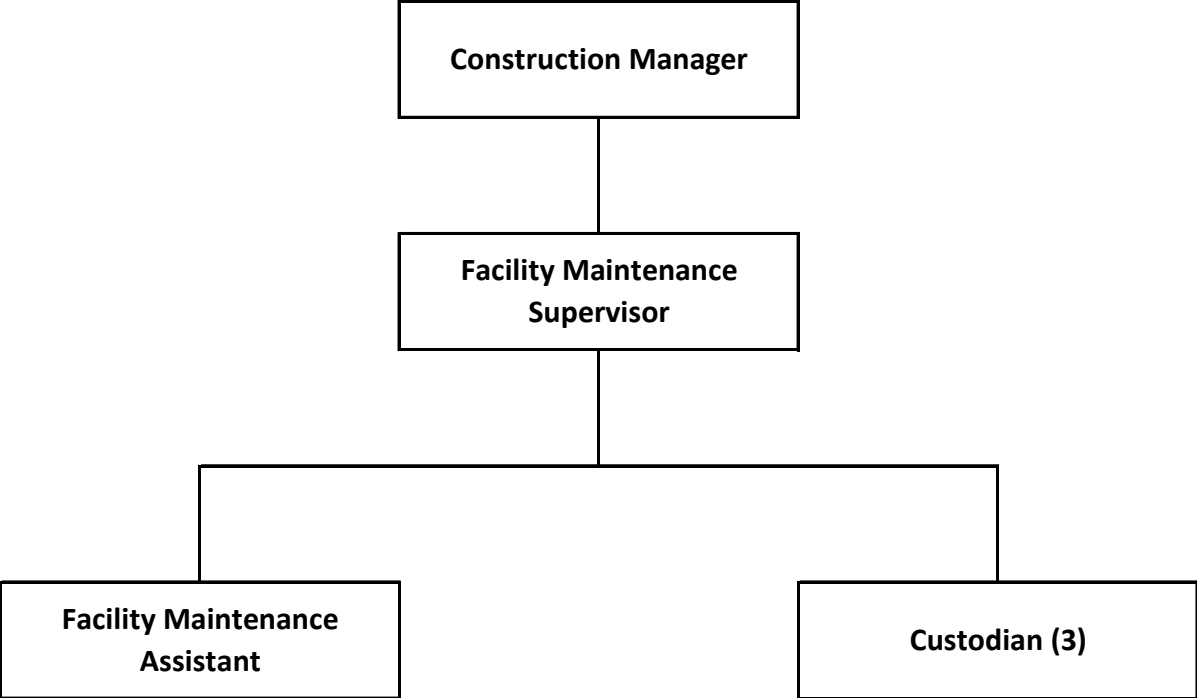 Construction Manager
Facility Maintenance
Supervisor
Facility Maintenance
Assistant
Custodian (3)